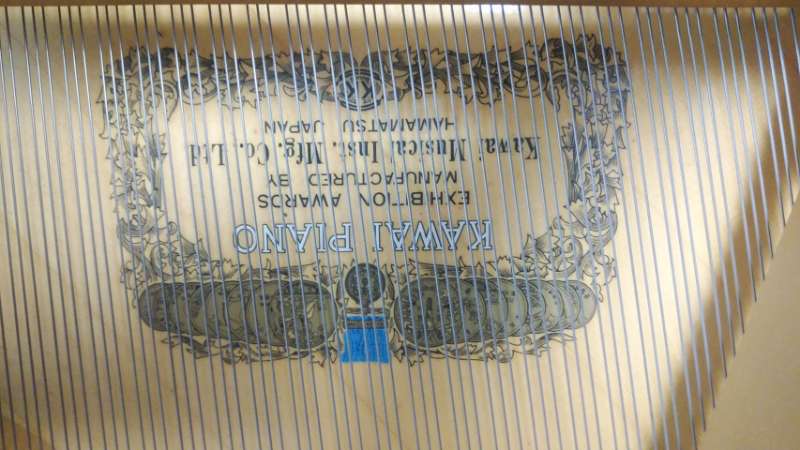 KAWAI PIANO
EXHIBITION AWARDS
MANUFACTURED BY
Kawai Musical Inst. Mfg. Co., Ltd
HAMAMATSU JAPAN
K